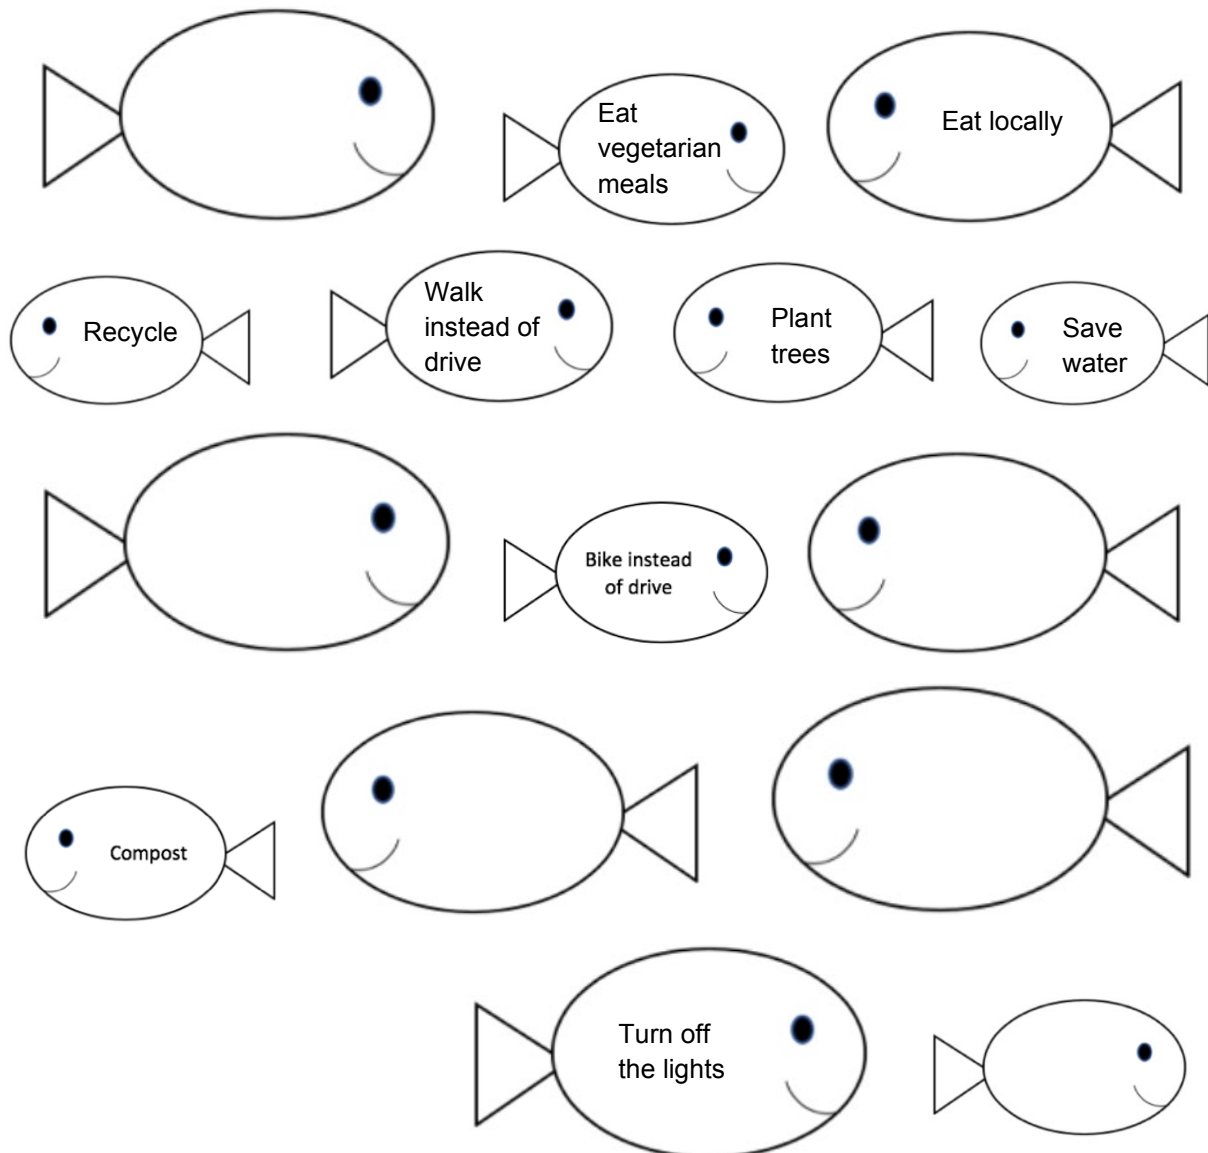 Eat
vegetarian
meals
Eat locally
Recycle
Walk
instead of
drive
Plant
trees
Save
water
Bike instead
of drive
Compost
Turn off
the lights